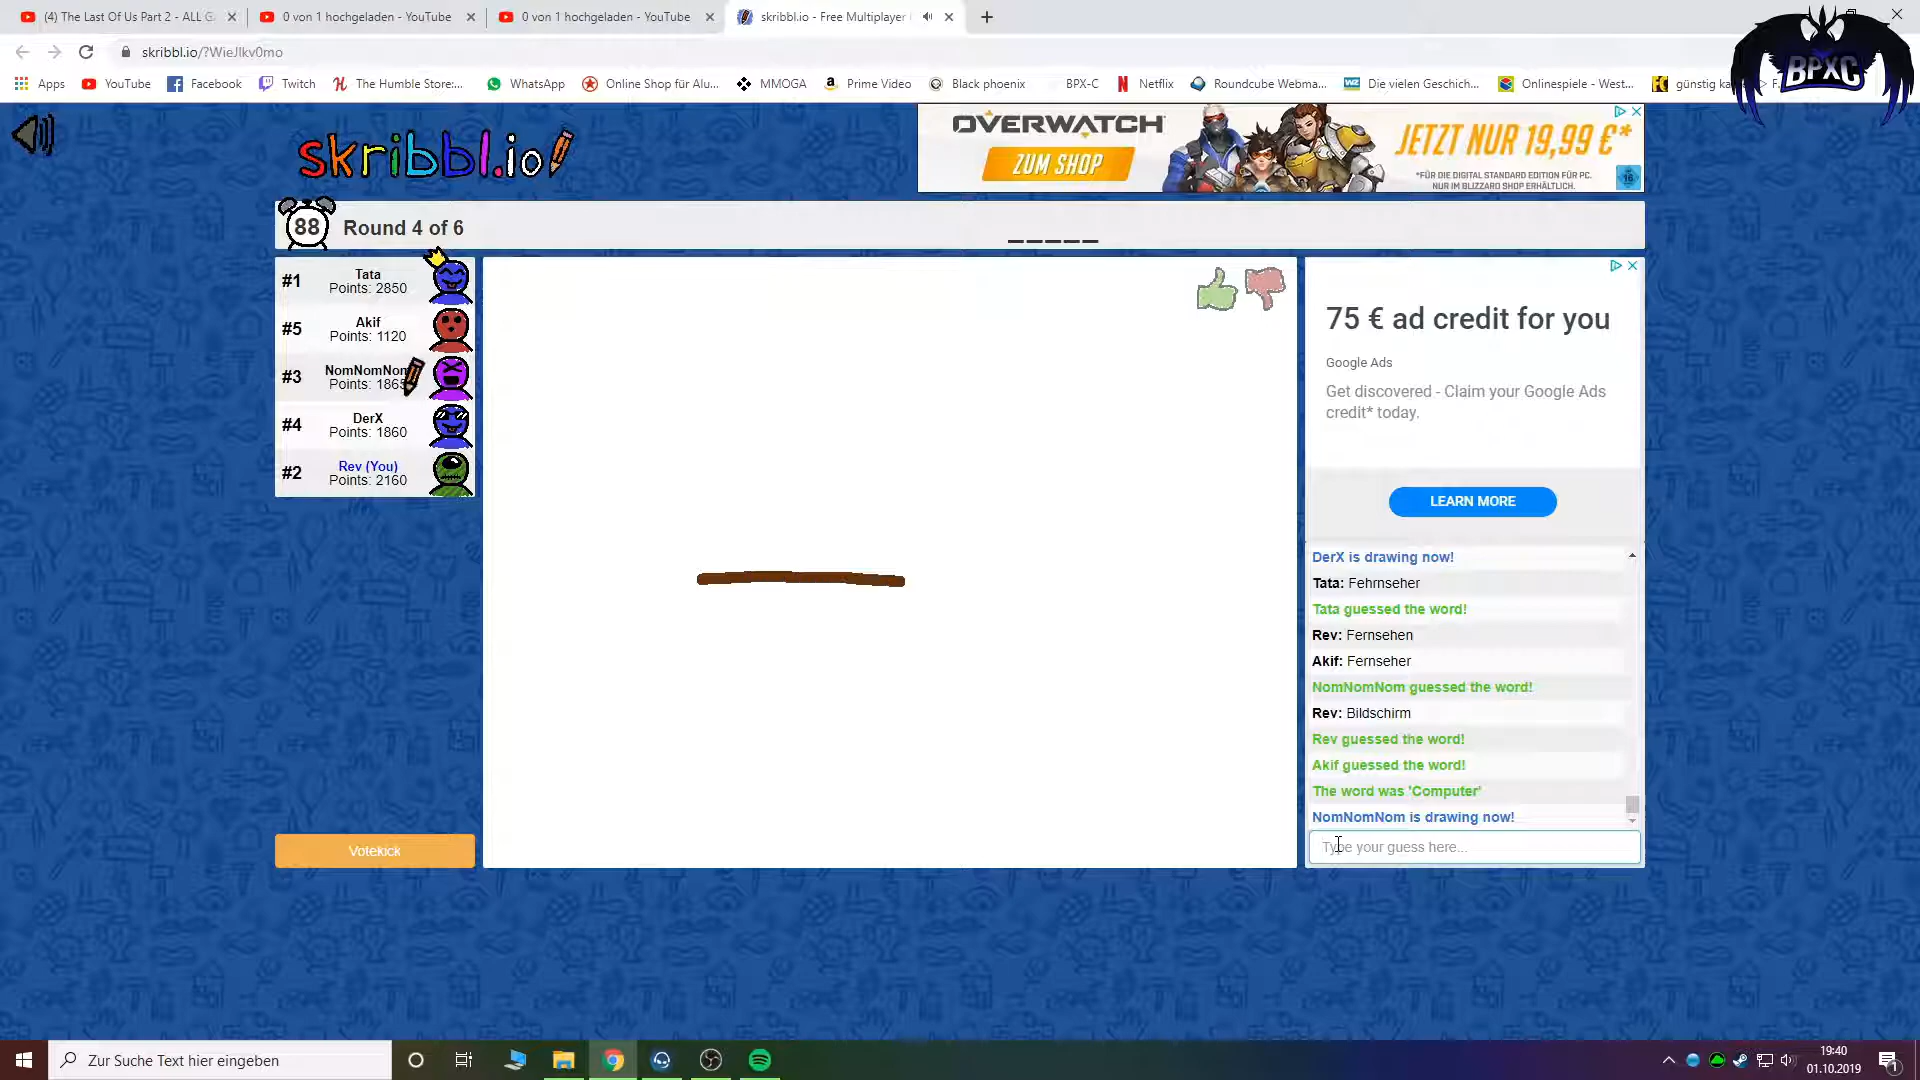 (4) The Last Of Us Part 2 - ALL G
0 von 1 hochgeladen - YouTube
0 von 1 hochgeladen - YouTube
skribbl.io - Free Multiplayer
skribbl.io/?WieJlkv0mo
Apps
YouTube
Facebook
Twitch
The Humble Store:...
WhatsApp
Online Shop für Alu...
MMOGA
Prime Video
Black phoenix
BPX-C
Netflix
Roundcube Webma...
Die vielen Geschich...
Onlinespiele - West...
günstig ka
BPXC
skribbl.io
OVERWATCH
ZUM SHOP
JETZT NUR 19,99 €*
*FÜR DIE DIGITAL STANDARD EDITION FÜR PC.
NUR IM BLIZZARD SHOP ERHÄLTLICH.
16
88
Round 4 of 6
_ _ _ _ _
#1
Tata
Points: 2850
#5
Akif
Points: 1120
#3
NomNomNom
Points: 1865
#4
DerX
Points: 1860
#2
Rev (You)
Points: 2160
Votekick
75 € ad credit for you
Google Ads
Get discovered - Claim your Google Ads
credit* today.
LEARN MORE
DerX is drawing now!
Tata: Fehrnseher
Tata guessed the word!
Rev: Fernsehen
Akif: Fernseher
NomNomNom guessed the word!
Rev: Bildschirm
Rev guessed the word!
Akif guessed the word!
The word was 'Computer'
NomNomNom is drawing now!
Type your guess here...
Zur Suche Text hier eingeben
19:40
01.10.2019
1